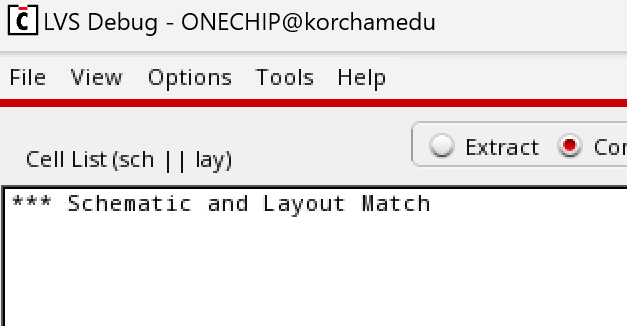 LVS Debug - ONECHIP@korchamedu
File View Options Tools Help
Extract
Cell List (sch || lay)
*** Schematic and Layout Match